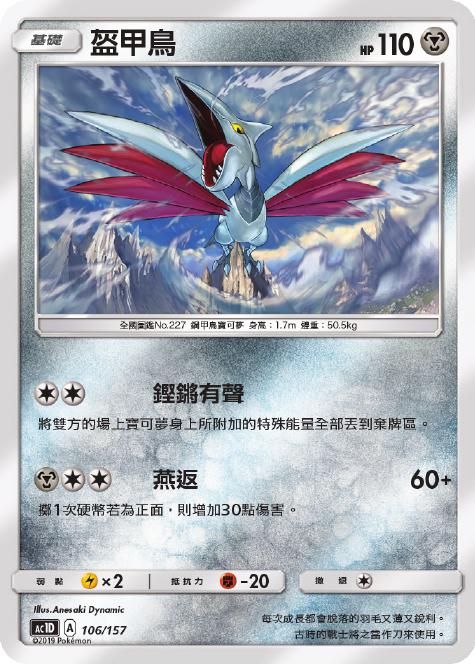 基礎 盔甲鳥 HP 110
全國圖鑑No.227 鋼甲鳥寶可夢 身高：1.7m 體重：50.5kg
鏗鏘有聲
將雙方的場上寶可夢身上所附加的特殊能量全部丟到棄牌區。
燕返 60+
擲1次硬幣若為正面，則增加30點傷害。
弱點 ×2 抵抗力 -20 撤退
Illus.Anesaki Dynamic
AC1D A 106/157
©2019 Pokémon
每次成長都會脫落的羽毛又薄又銳利。
古時的戰士將之當作刀來使用。